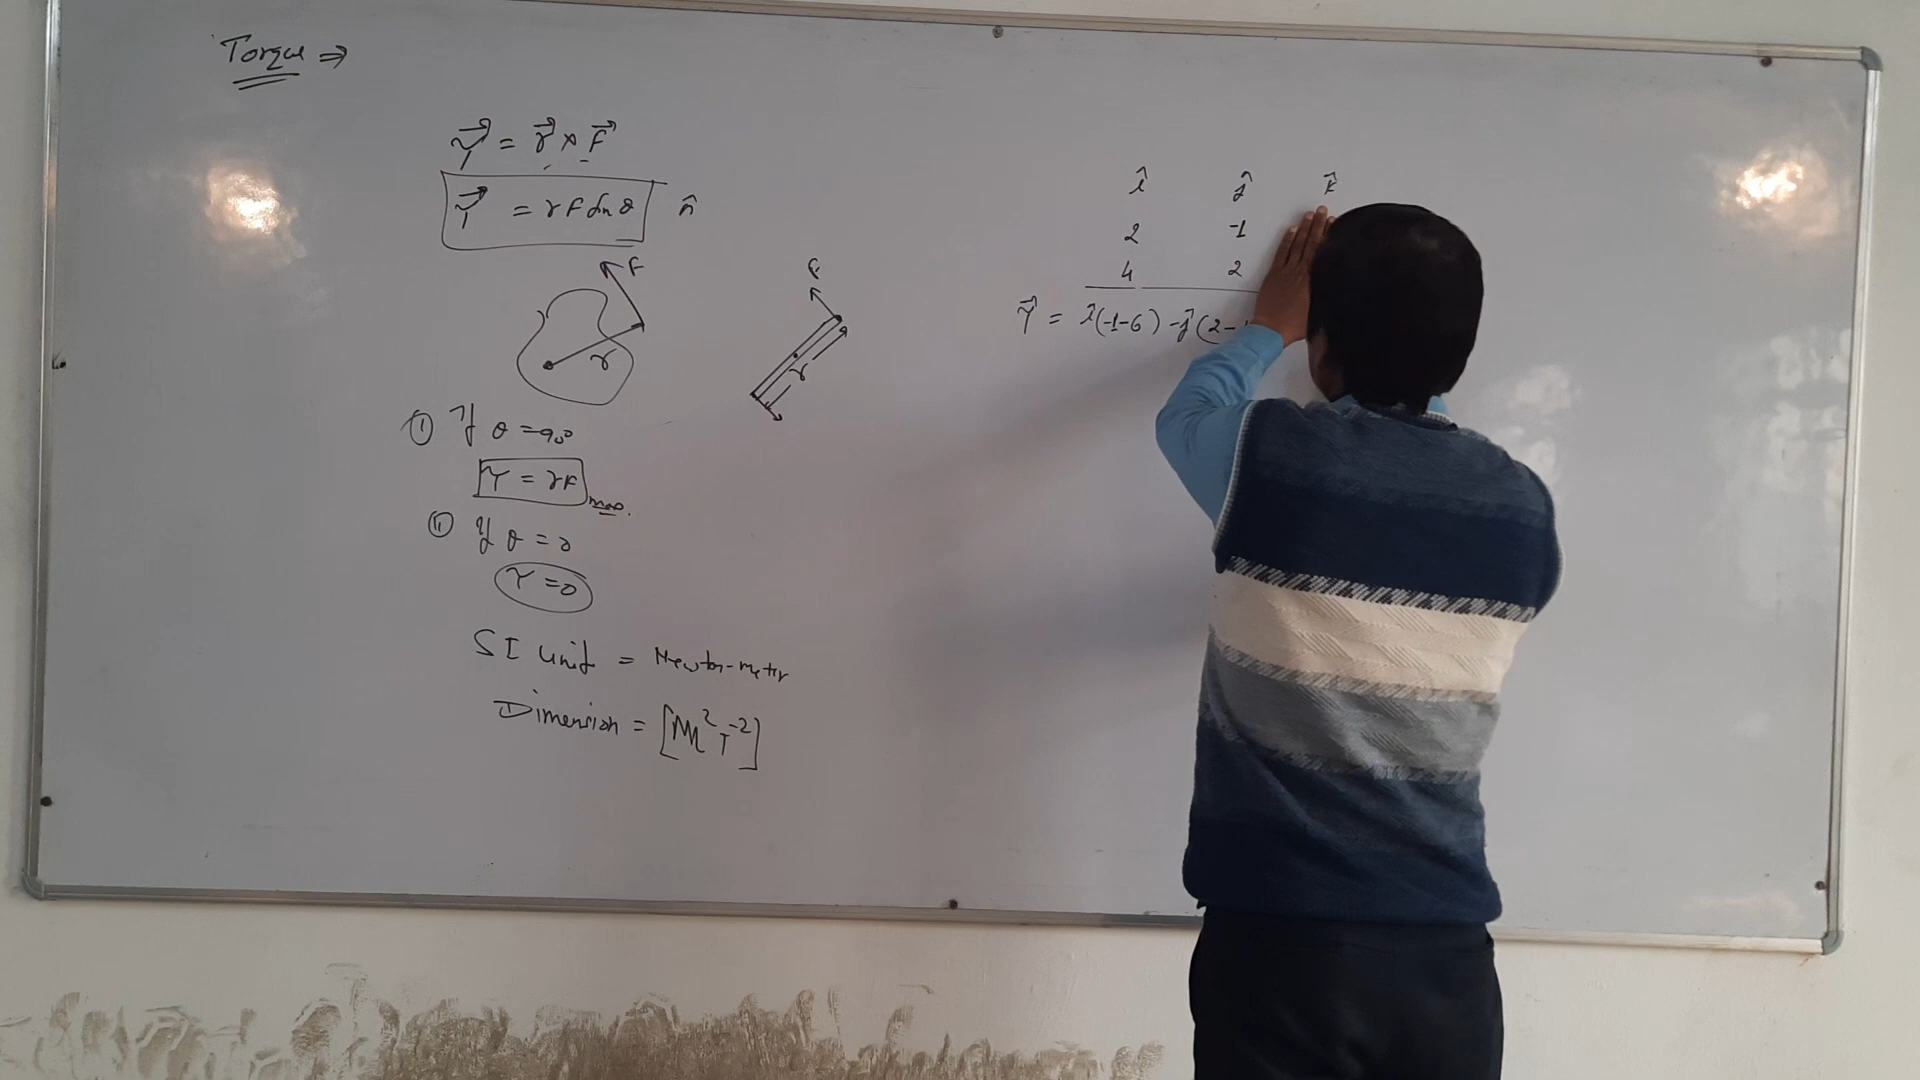 Torque ⇒
τ⃗ = r⃗ × F⃗
τ⃗ = rF sin θ n̂
F
r
F
r
① If θ = 90°
τ = rF max.
② If θ = 0
τ = 0
SI unit = Newton-meter
Dimension = [ML² T⁻²]
î ĵ k̂
2 -1
4 2
τ⃗ = î(-1-6) -ĵ(2-